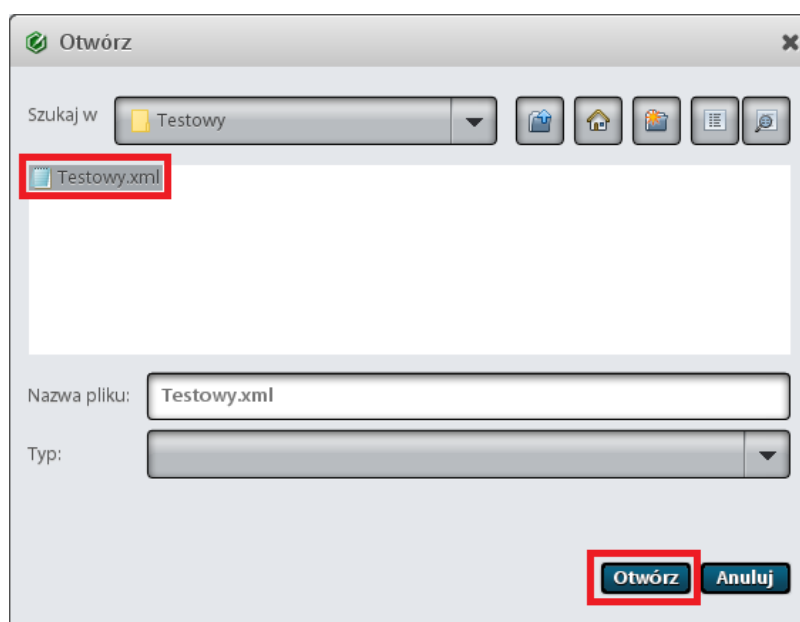 Otwórz
Szukaj w Testowy
Testowy.xml
Nazwa pliku: Testowy.xml
Typ:
Otwórz Anuluj